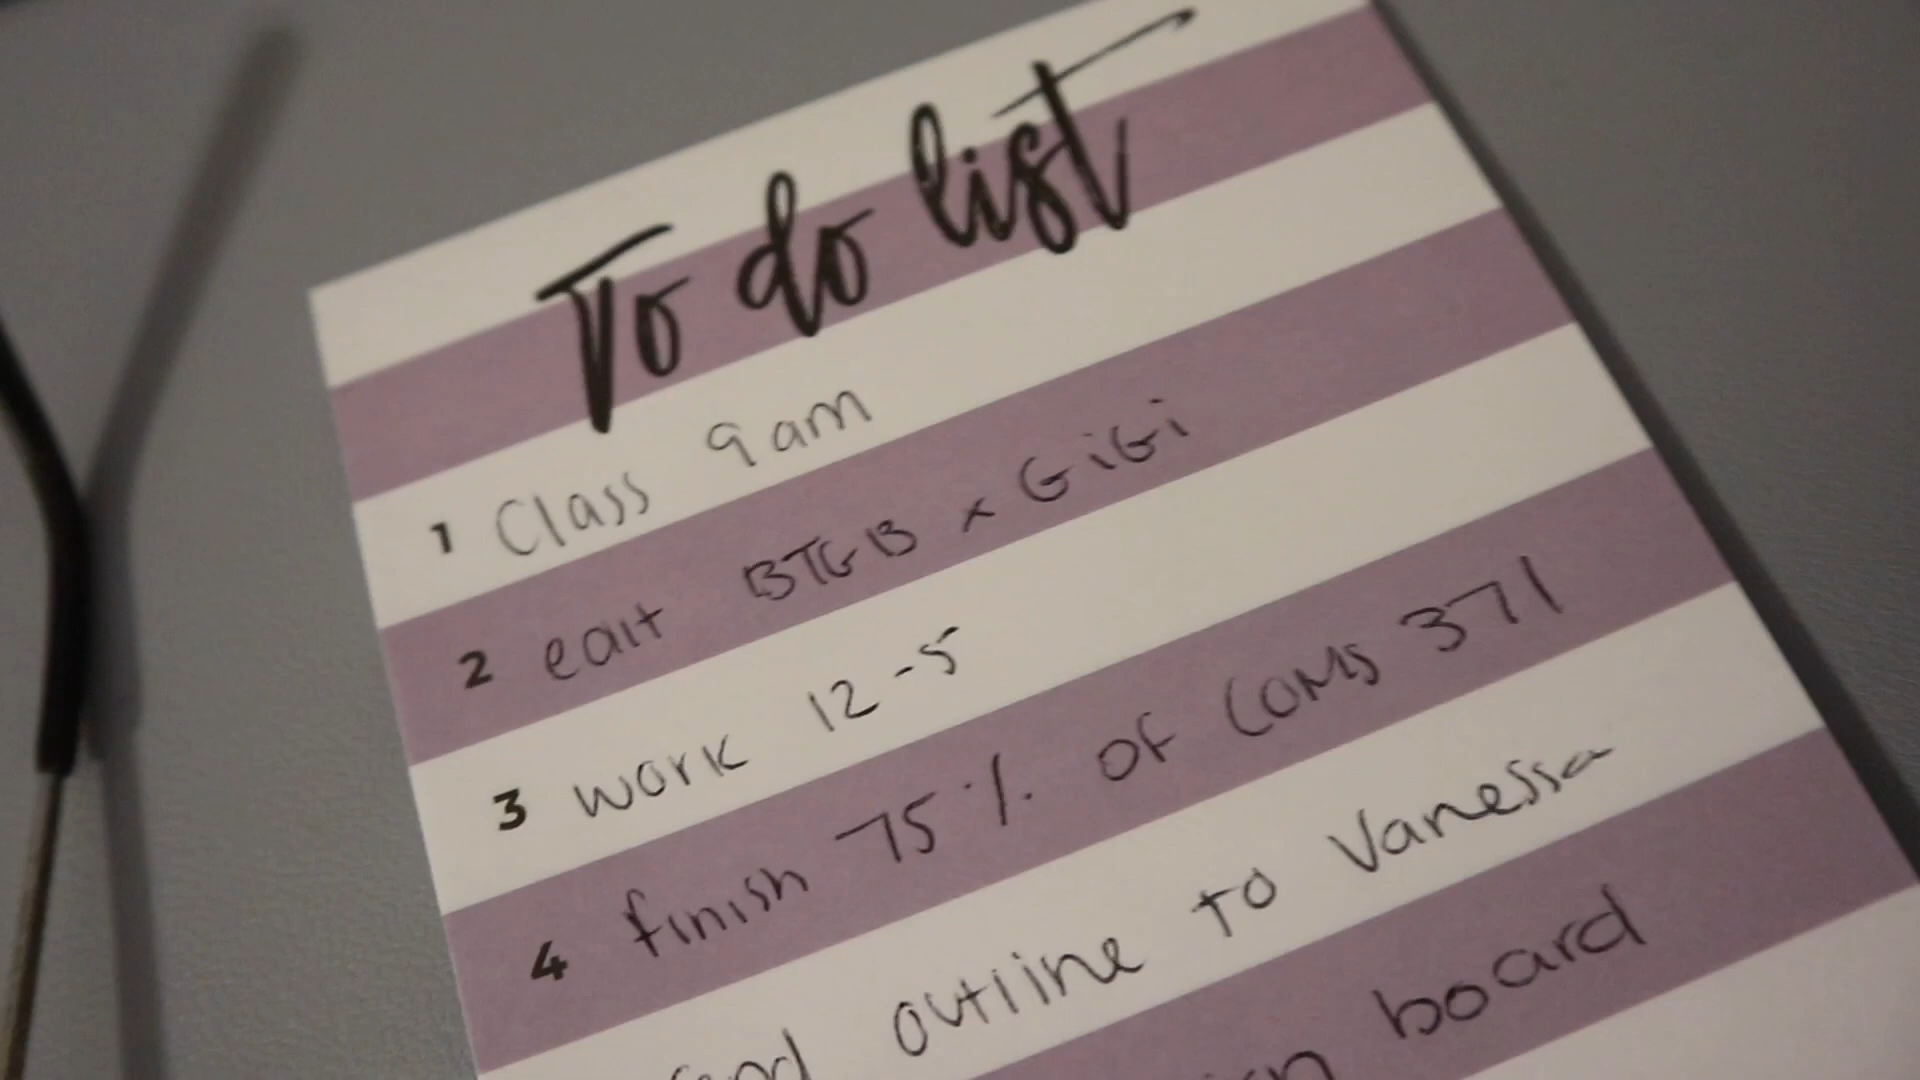 To do list
1 Class 9am
2 edit BTGB x GiGi
3 work 12-5
4 finish 75% of COMS 371
send outline to Vanessa
board